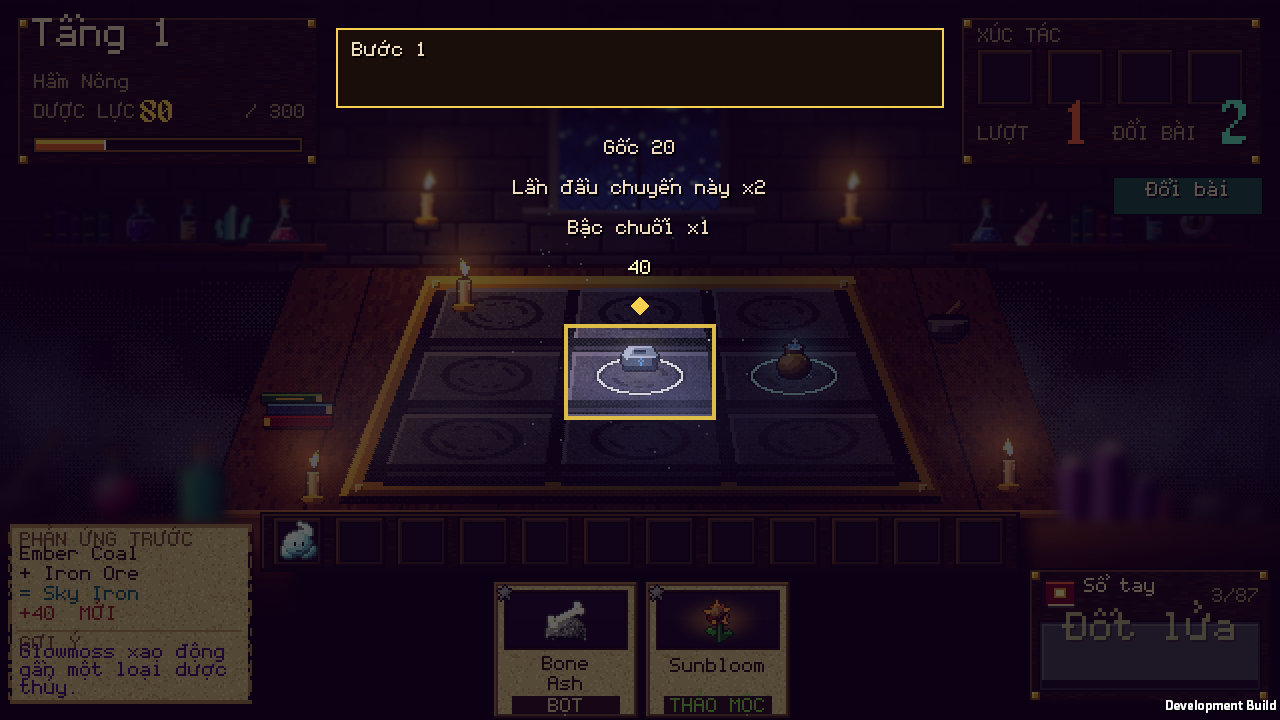 Tầng 1
Hầm Nông
DƯỢC LỰC 80 / 300
Bước 1
XÚC TÁC
LƯỢT 1 ĐỔI BÀI 2
Đổi bài
Gốc 20
Lần đầu chuyến này x2
Bậc chuỗi x1
40
PHẢN ỨNG TRƯỚC
Ember Coal
+ Iron Ore
= Sky Iron
+40 MỚI
GỢI Ý
Glowmoss xao động
gần một loại dược
thủy.
Bone
Ash
BỘT
Sunbloom
THẢO MỘC
Sổ tay
3/87
Đốt lửa
Development Build